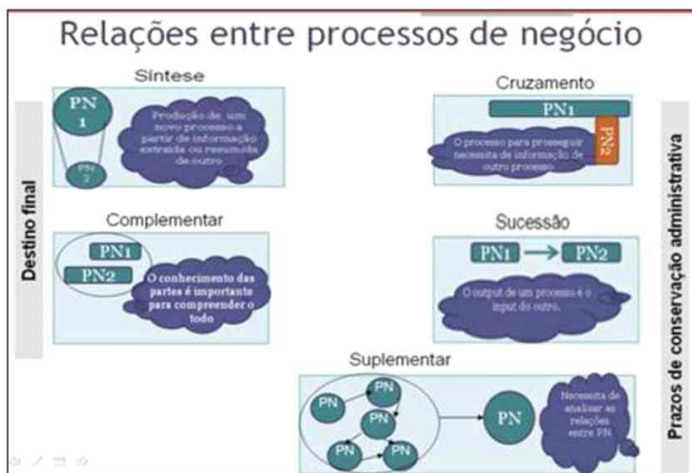 Relações entre processos de negócio
Síntese
PN
1
PN
2
Produção de um
novo processo a
partir de informação
extraída ou resumida
de outro
Cruzamento
PN1
PN2
O processo para prosseguir
necessita de informação de
outro processo
Destino final
Complementar
PN1
PN2
O conhecimento das
partes é importante
para compreender o
todo
Sucessão
PN1
PN2
O output de um processo é o
input do outro.
Prazos de conservação administrativa
Suplementar
PN
PN
PN
PN
PN
PN
Necessita de
analisar as
relações
entre PN